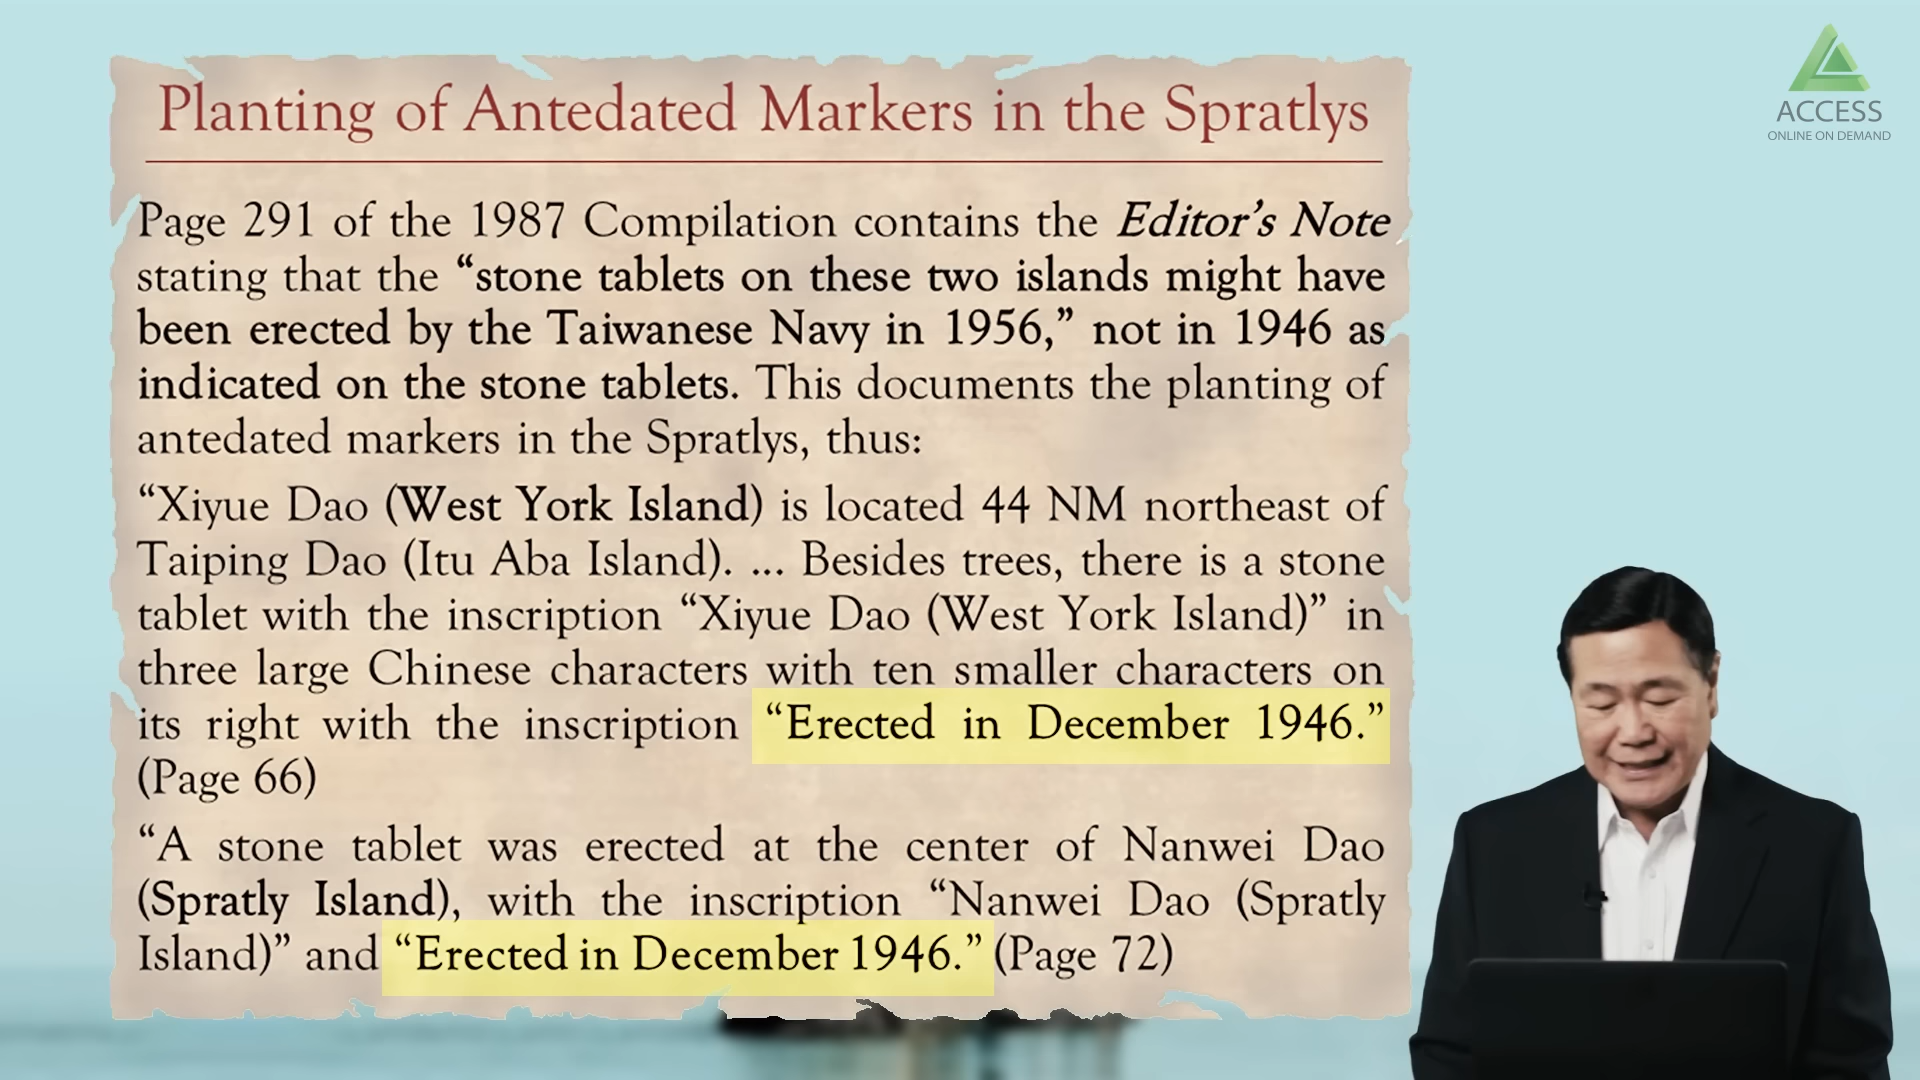 Planting of Antedated Markers in the Spratlys
Page 291 of the 1987 Compilation contains the Editor’s Note
stating that the “stone tablets on these two islands might have
been erected by the Taiwanese Navy in 1956,” not in 1946 as
indicated on the stone tablets. This documents the planting of
antedated markers in the Spratlys, thus:
“Xiyue Dao (West York Island) is located 44 NM northeast of
Taiping Dao (Itu Aba Island). ... Besides trees, there is a stone
tablet with the inscription “Xiyue Dao (West York Island)” in
three large Chinese characters with ten smaller characters on
its right with the inscription “Erected in December 1946.”
(Page 66)
“A stone tablet was erected at the center of Nanwei Dao
(Spratly Island), with the inscription “Nanwei Dao (Spratly
Island)” and “Erected in December 1946.” (Page 72)
ACCESS
ONLINE ON DEMAND